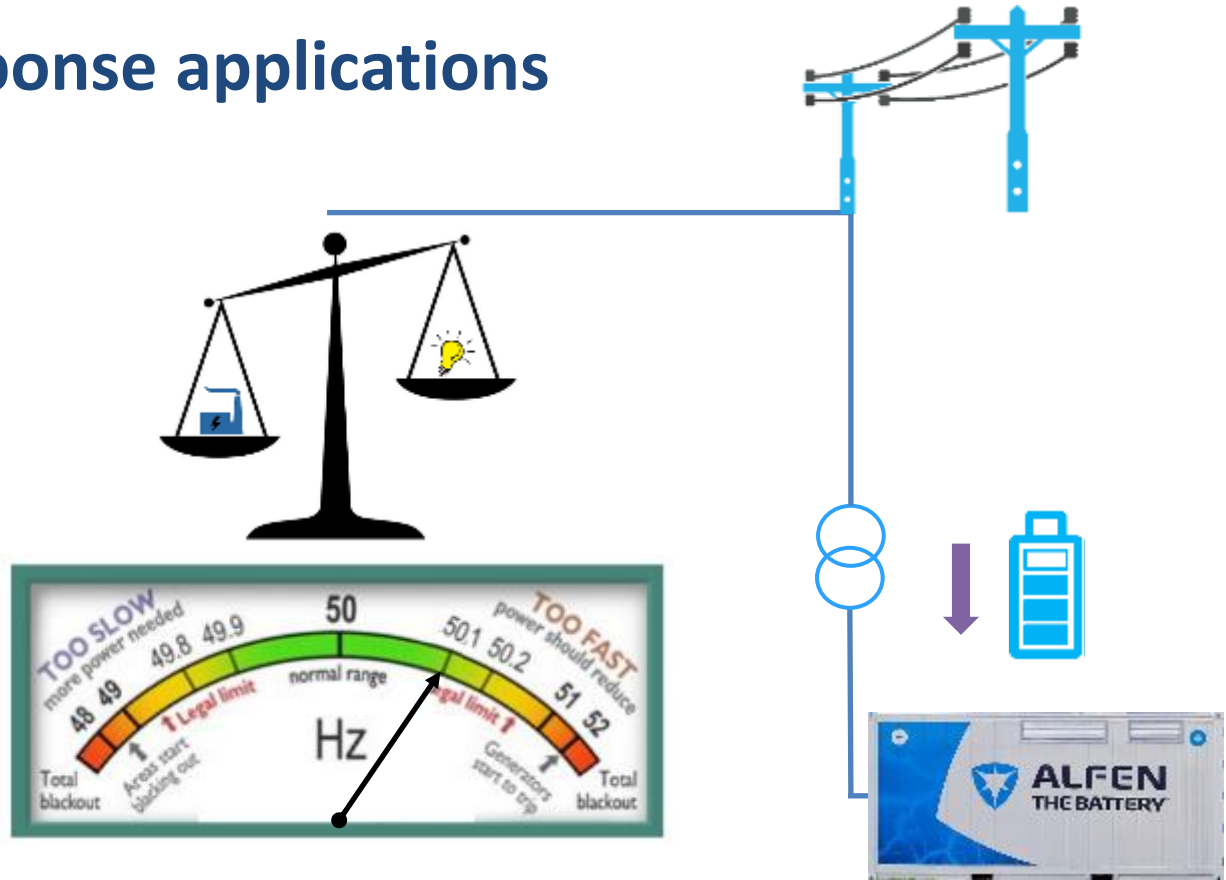 ponse applications
TOO SLOW
more power needed
TOO FAST
power should reduce
48
49
49.8
49.9
50
50.1
50.2
51
52
normal range
Legal limit
egal limit
Hz
Areas start
blacking out
Generators
start to trip
Total
blackout
Total
blackout
ALFEN
THE BATTERY